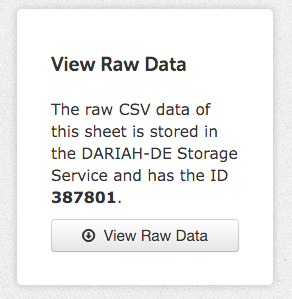 View Raw Data
The raw CSV data of
this sheet is stored in
the DARIAH-DE Storage
Service and has the ID
387801.
View Raw Data